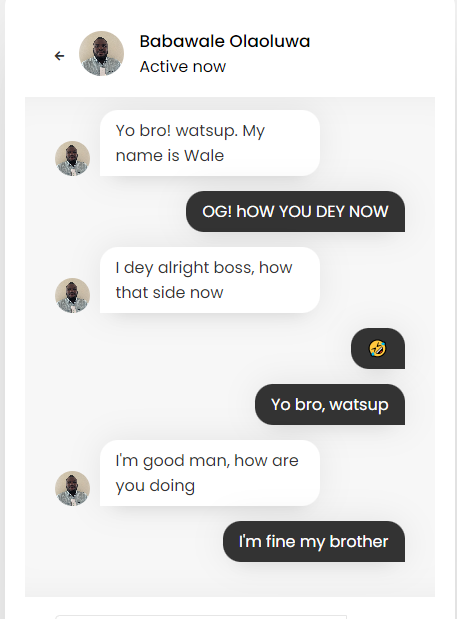 Babawale Olaoluwa
Active now
Yo bro! watsup. My
name is Wale
OG! hOW YOU DEY NOW
I dey alright boss, how
that side now
🤣
Yo bro, watsup
I'm good man, how are
you doing
I'm fine my brother